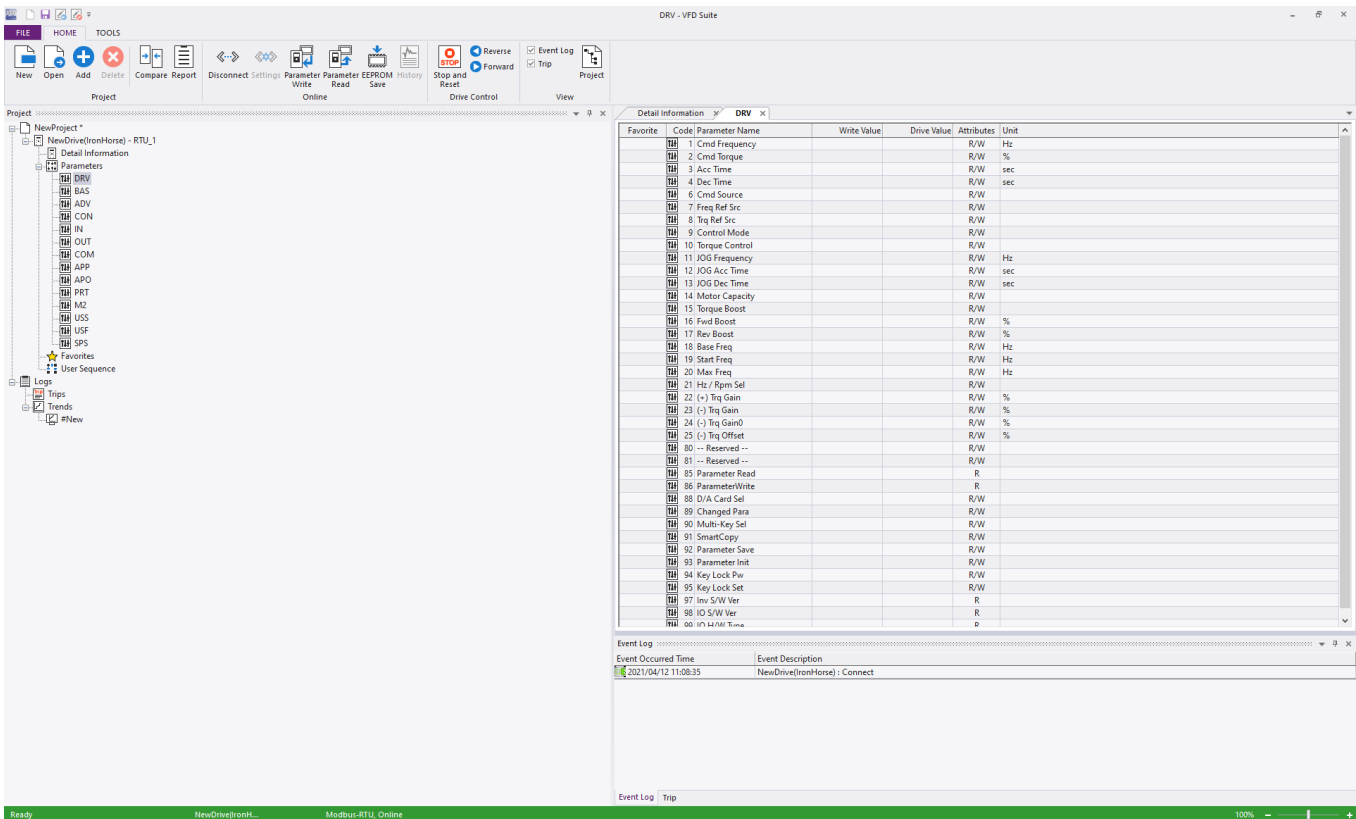 DRV - VFD Suite
FILE HOME TOOLS
New Open Add Delete Compare Report Disconnect Settings Parameter Write Parameter Read EEPROM Save History STOP Stop and Reset Reverse Forward Event Log Trip Project
Project Online Drive Control View
Project
NewProject *
NewDrive(IronHorse) - RTU_1
Detail Information
Parameters
DRV
BAS
ADV
CON
IN
OUT
COM
APP
APO
PRT
M2
USS
USF
SPS
Favorites
User Sequence
Logs
Trips
Trends
#New
Detail Information DRV
Favorite Code Parameter Name Write Value Drive Value Attributes Unit
1 Cmd Frequency R/W Hz
2 Cmd Torque R/W %
3 Acc Time R/W sec
4 Dec Time R/W sec
6 Cmd Source R/W
7 Freq Ref Src R/W
8 Trq Ref Src R/W
9 Control Mode R/W
10 Torque Control R/W
11 JOG Frequency R/W Hz
12 JOG Acc Time R/W sec
13 JOG Dec Time R/W sec
14 Motor Capacity R/W
15 Torque Boost R/W
16 Fwd Boost R/W %
17 Rev Boost R/W %
18 Base Freq R/W Hz
19 Start Freq R/W Hz
20 Max Freq R/W Hz
21 Hz / Rpm Sel R/W
22 (+) Trq Gain R/W %
23 (-) Trq Gain R/W %
24 (-) Trq Gain0 R/W %
25 (-) Trq Offset R/W %
80 -- Reserved -- R/W
81 -- Reserved -- R/W
85 Parameter Read R
86 ParameterWrite R
88 D/A Card Sel R/W
89 Changed Para R/W
90 Multi-Key Sel R/W
91 SmartCopy R/W
92 Parameter Save R/W
93 Parameter Init R/W
94 Key Lock Pw R/W
95 Key Lock Set R/W
97 Inv S/W Ver R
98 IO S/W Ver R
99 IO H/W Type R
Event Log
Event Occurred Time Event Description
2021/04/12 11:08:35 NewDrive(IronHorse) : Connect
Event Log Trip
Ready NewDrive(IronH... Modbus-RTU, Online 100%